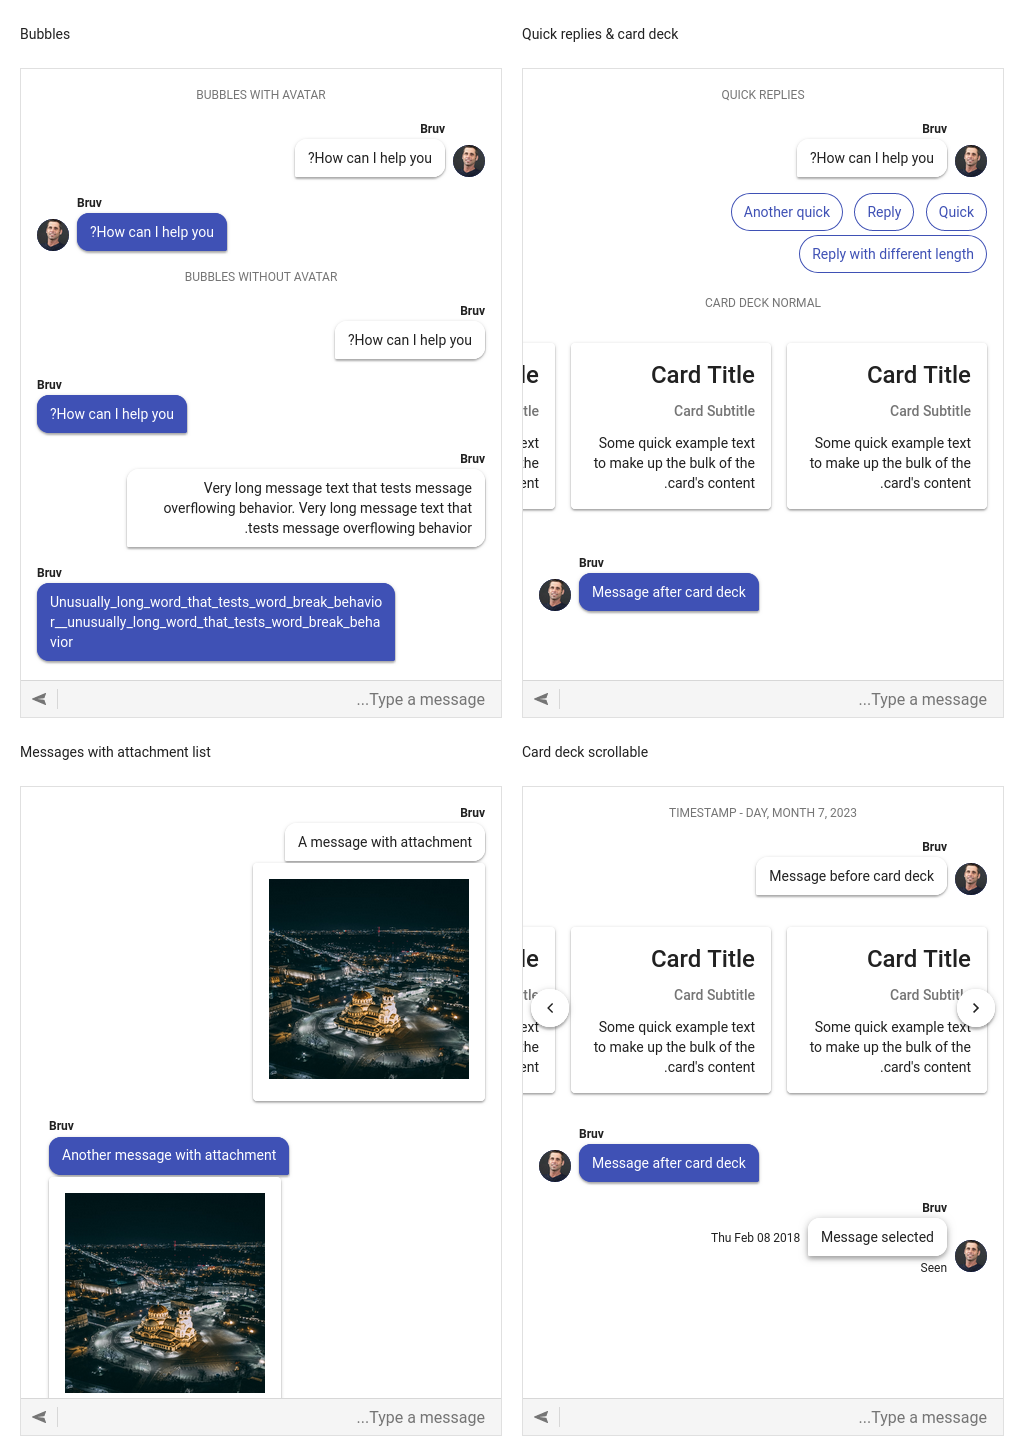 Bubbles
BUBBLES WITH AVATAR
Bruv
?How can I help you
Bruv
?How can I help you
BUBBLES WITHOUT AVATAR
Bruv
?How can I help you
Bruv
?How can I help you
Bruv
Very long message text that tests message
overflowing behavior. Very long message text that
.tests message overflowing behavior
Bruv
Unusually_long_word_that_tests_word_break_behavio
r__unusually_long_word_that_tests_word_break_beha
vior
...Type a message
Quick replies & card deck
QUICK REPLIES
Bruv
?How can I help you
Another quick Reply Quick
Reply with different length
CARD DECK NORMAL
Card Title
Card Subtitle
Some quick example text
to make up the bulk of the
.card's content
Card Title
Card Subtitle
Some quick example text
to make up the bulk of the
.card's content
le
tle
ext
he
ent
Bruv
Message after card deck
...Type a message
Messages with attachment list
Bruv
A message with attachment
Bruv
Another message with attachment
...Type a message
Card deck scrollable
TIMESTAMP - DAY, MONTH 7, 2023
Bruv
Message before card deck
Card Title
Card Subtitl
Some quick example text
to make up the bulk of the
.card's content
Card Title
Card Subtitle
Some quick example text
to make up the bulk of the
.card's content
le
tle
ext
he
ent
Bruv
Message after card deck
Bruv
Thu Feb 08 2018 Message selected
Seen
...Type a message